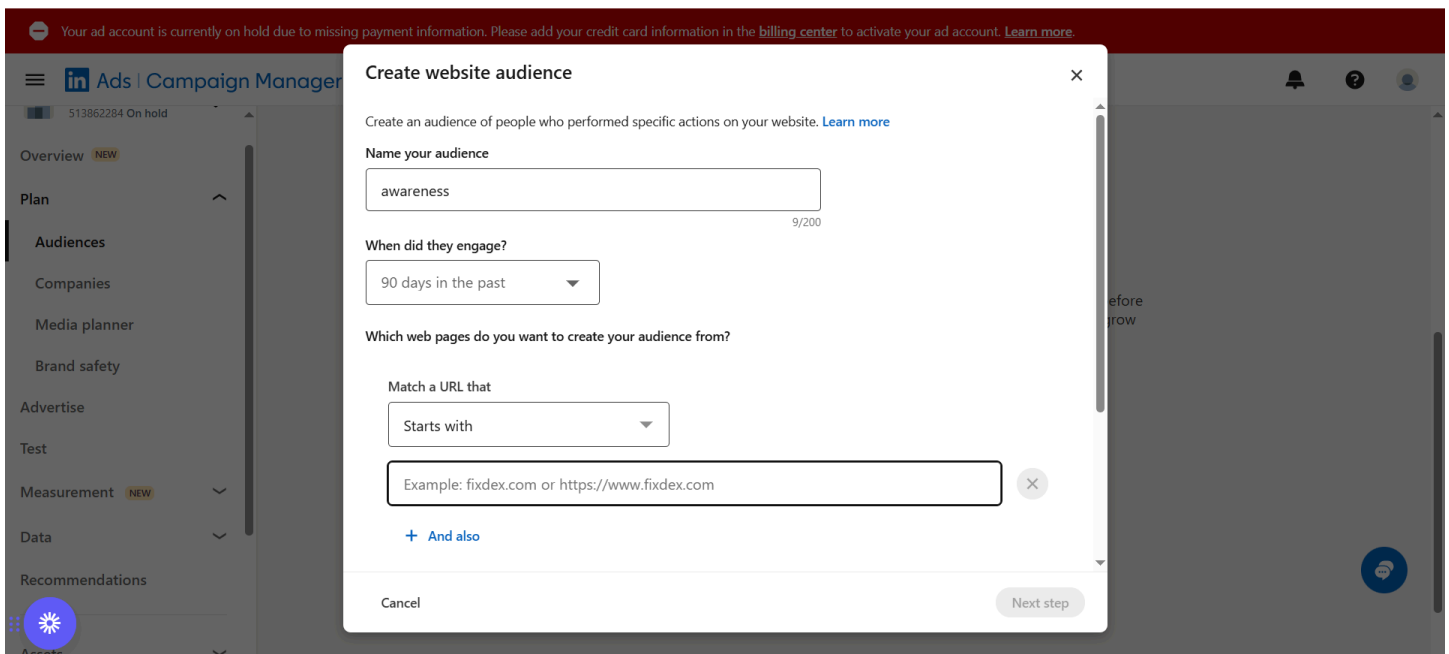 Your ad account is currently on hold due to missing payment information. Please add your credit card information in the billing center to activate your ad account. Learn more.
in Ads | Campaign Manager
513862284 On hold
Overview NEW
Plan
Audiences
Companies
Media planner
Brand safety
Advertise
Test
Measurement NEW
Data
Recommendations
Assets
Create website audience
Create an audience of people who performed specific actions on your website. Learn more
Name your audience
awareness
9/200
When did they engage?
90 days in the past
Which web pages do you want to create your audience from?
Match a URL that
Starts with
Example: fixdex.com or https://www.fixdex.com
+ And also
Cancel
Next step
efore
grow